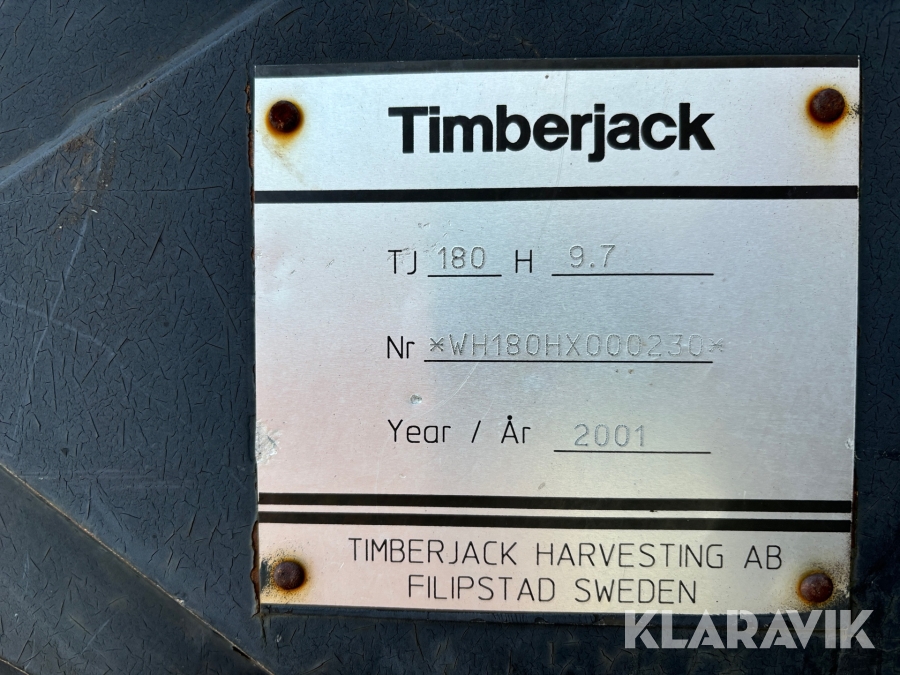 Timberjack
TJ 180 H 9.7
Nr *WH180HX000230*
Year / År 2001
TIMBERJACK HARVESTING AB
FILIPSTAD SWEDEN
KLARAVIK